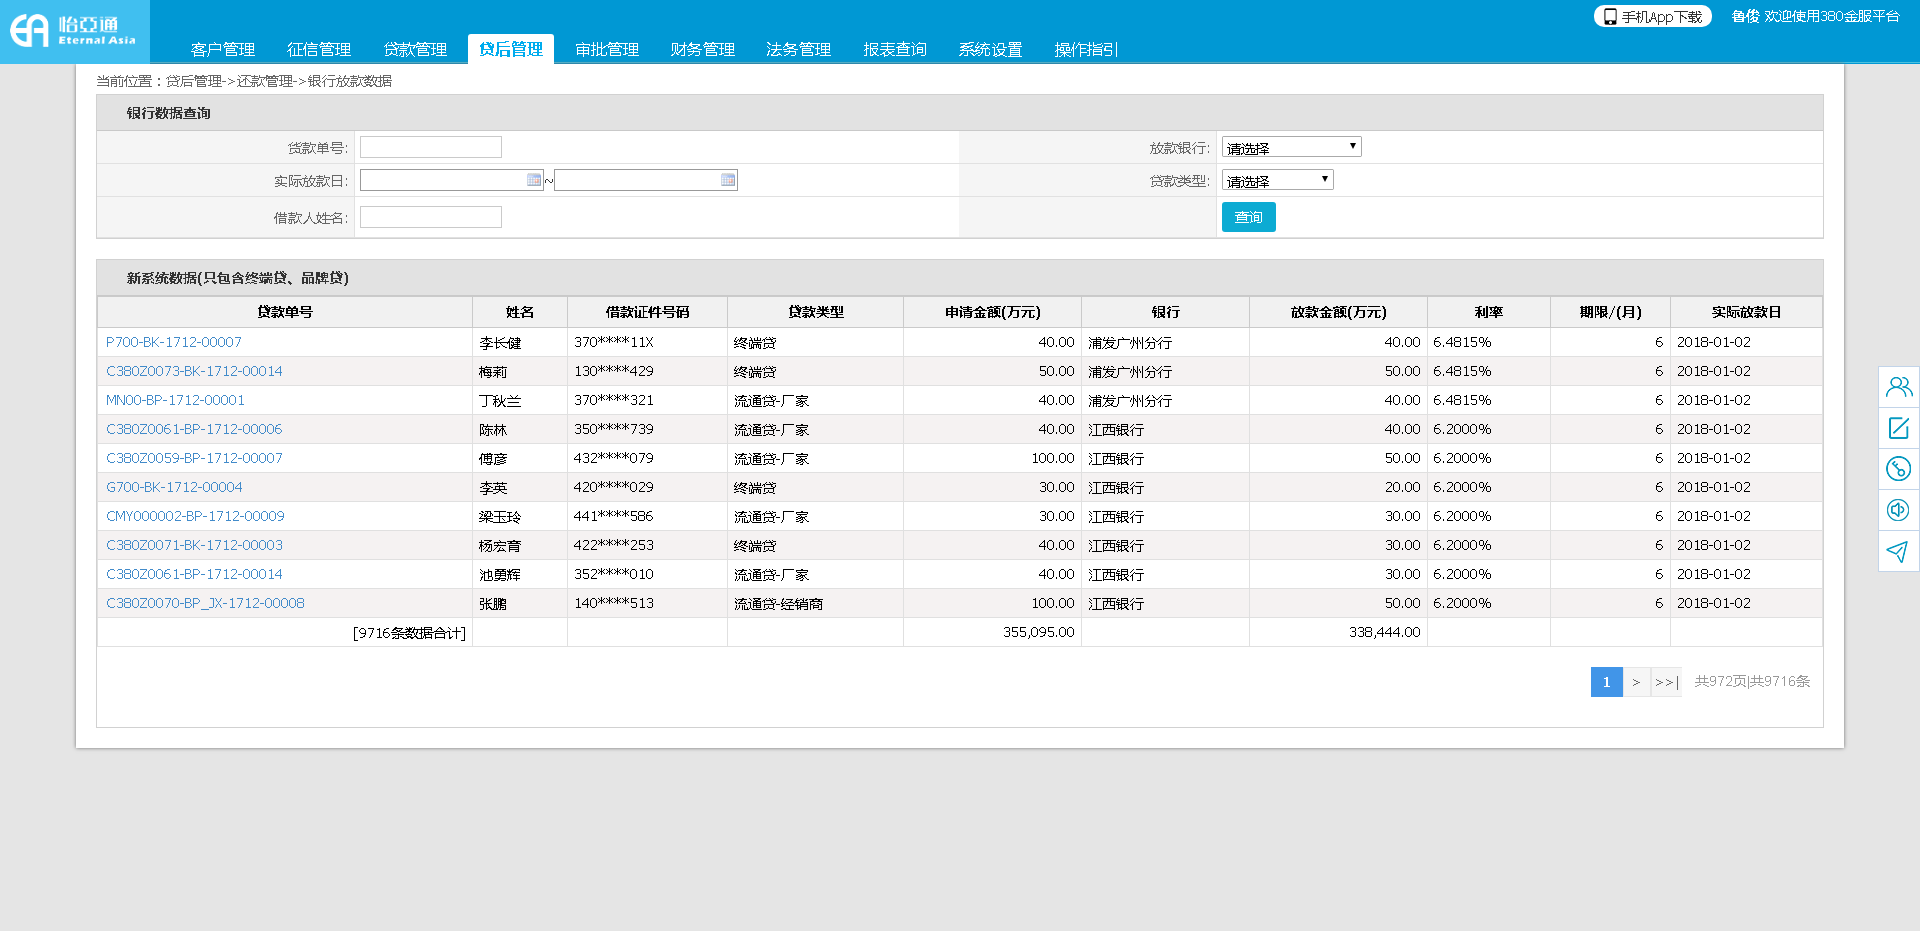 怡亞通
Eternal Asia
手机App下载 鲁俊 欢迎使用380金服平台
客户管理 征信管理 贷款管理 贷后管理 审批管理 财务管理 法务管理 报表查询 系统设置 操作指引
当前位置：贷后管理->还款管理->银行放款数据
银行数据查询
贷款单号: 放款银行: 请选择
实际放款日: ~ 贷款类型: 请选择
借款人姓名: 查询
新系统数据(只包含终端贷、品牌贷)
贷款单号 姓名 借款证件号码 贷款类型 申请金额(万元) 银行 放款金额(万元) 利率 期限/(月) 实际放款日
P700-BK-1712-00007 李长健 370****11X 终端贷 40.00 浦发广州分行 40.00 6.4815% 6 2018-01-02
C380Z0073-BK-1712-00014 梅莉 130****429 终端贷 50.00 浦发广州分行 50.00 6.4815% 6 2018-01-02
MN00-BP-1712-00001 丁秋兰 370****321 流通贷-厂家 40.00 浦发广州分行 40.00 6.4815% 6 2018-01-02
C380Z0061-BP-1712-00006 陈林 350****739 流通贷-厂家 40.00 江西银行 40.00 6.2000% 6 2018-01-02
C380Z0059-BP-1712-00007 傅彦 432****079 流通贷-厂家 100.00 江西银行 50.00 6.2000% 6 2018-01-02
G700-BK-1712-00004 李英 420****029 终端贷 30.00 江西银行 20.00 6.2000% 6 2018-01-02
CMY000002-BP-1712-00009 梁玉玲 441****586 流通贷-厂家 30.00 江西银行 30.00 6.2000% 6 2018-01-02
C380Z0071-BK-1712-00003 杨宏育 422****253 终端贷 40.00 江西银行 30.00 6.2000% 6 2018-01-02
C380Z0061-BP-1712-00014 池勇辉 352****010 流通贷-厂家 40.00 江西银行 30.00 6.2000% 6 2018-01-02
C380Z0070-BP_JX-1712-00008 张鹏 140****513 流通贷-经销商 100.00 江西银行 50.00 6.2000% 6 2018-01-02
[9716条数据合计] 355,095.00 338,444.00
1 > >>| 共972页|共9716条